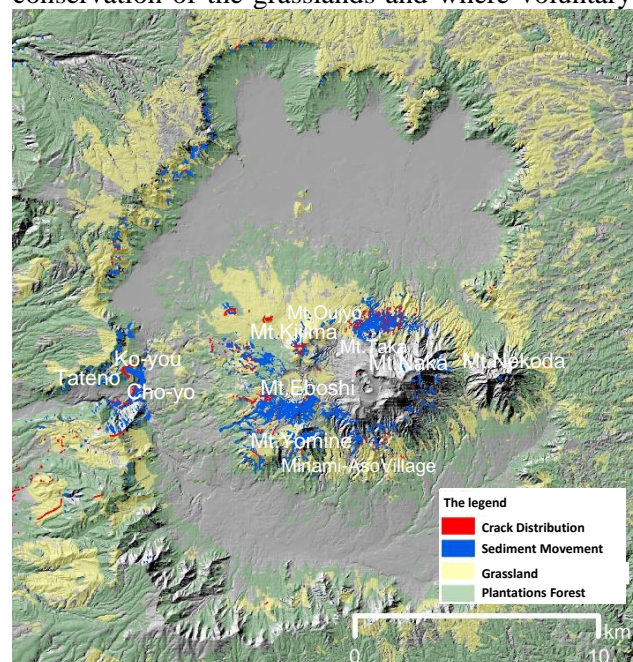 conservation of the grasslands and where voluntary
Mt.Oujyo
Mt.Kijima
Mt.Taka
Mt.Naka
Mt.Nekoda
Ko-you
Tateno
Cho-yo
Mt.Eboshi
Mt.Yomine
Minami-AsoVillage
The legend
Crack Distribution
Sediment Movement
Grassland
Plantations Forest
km
0
10